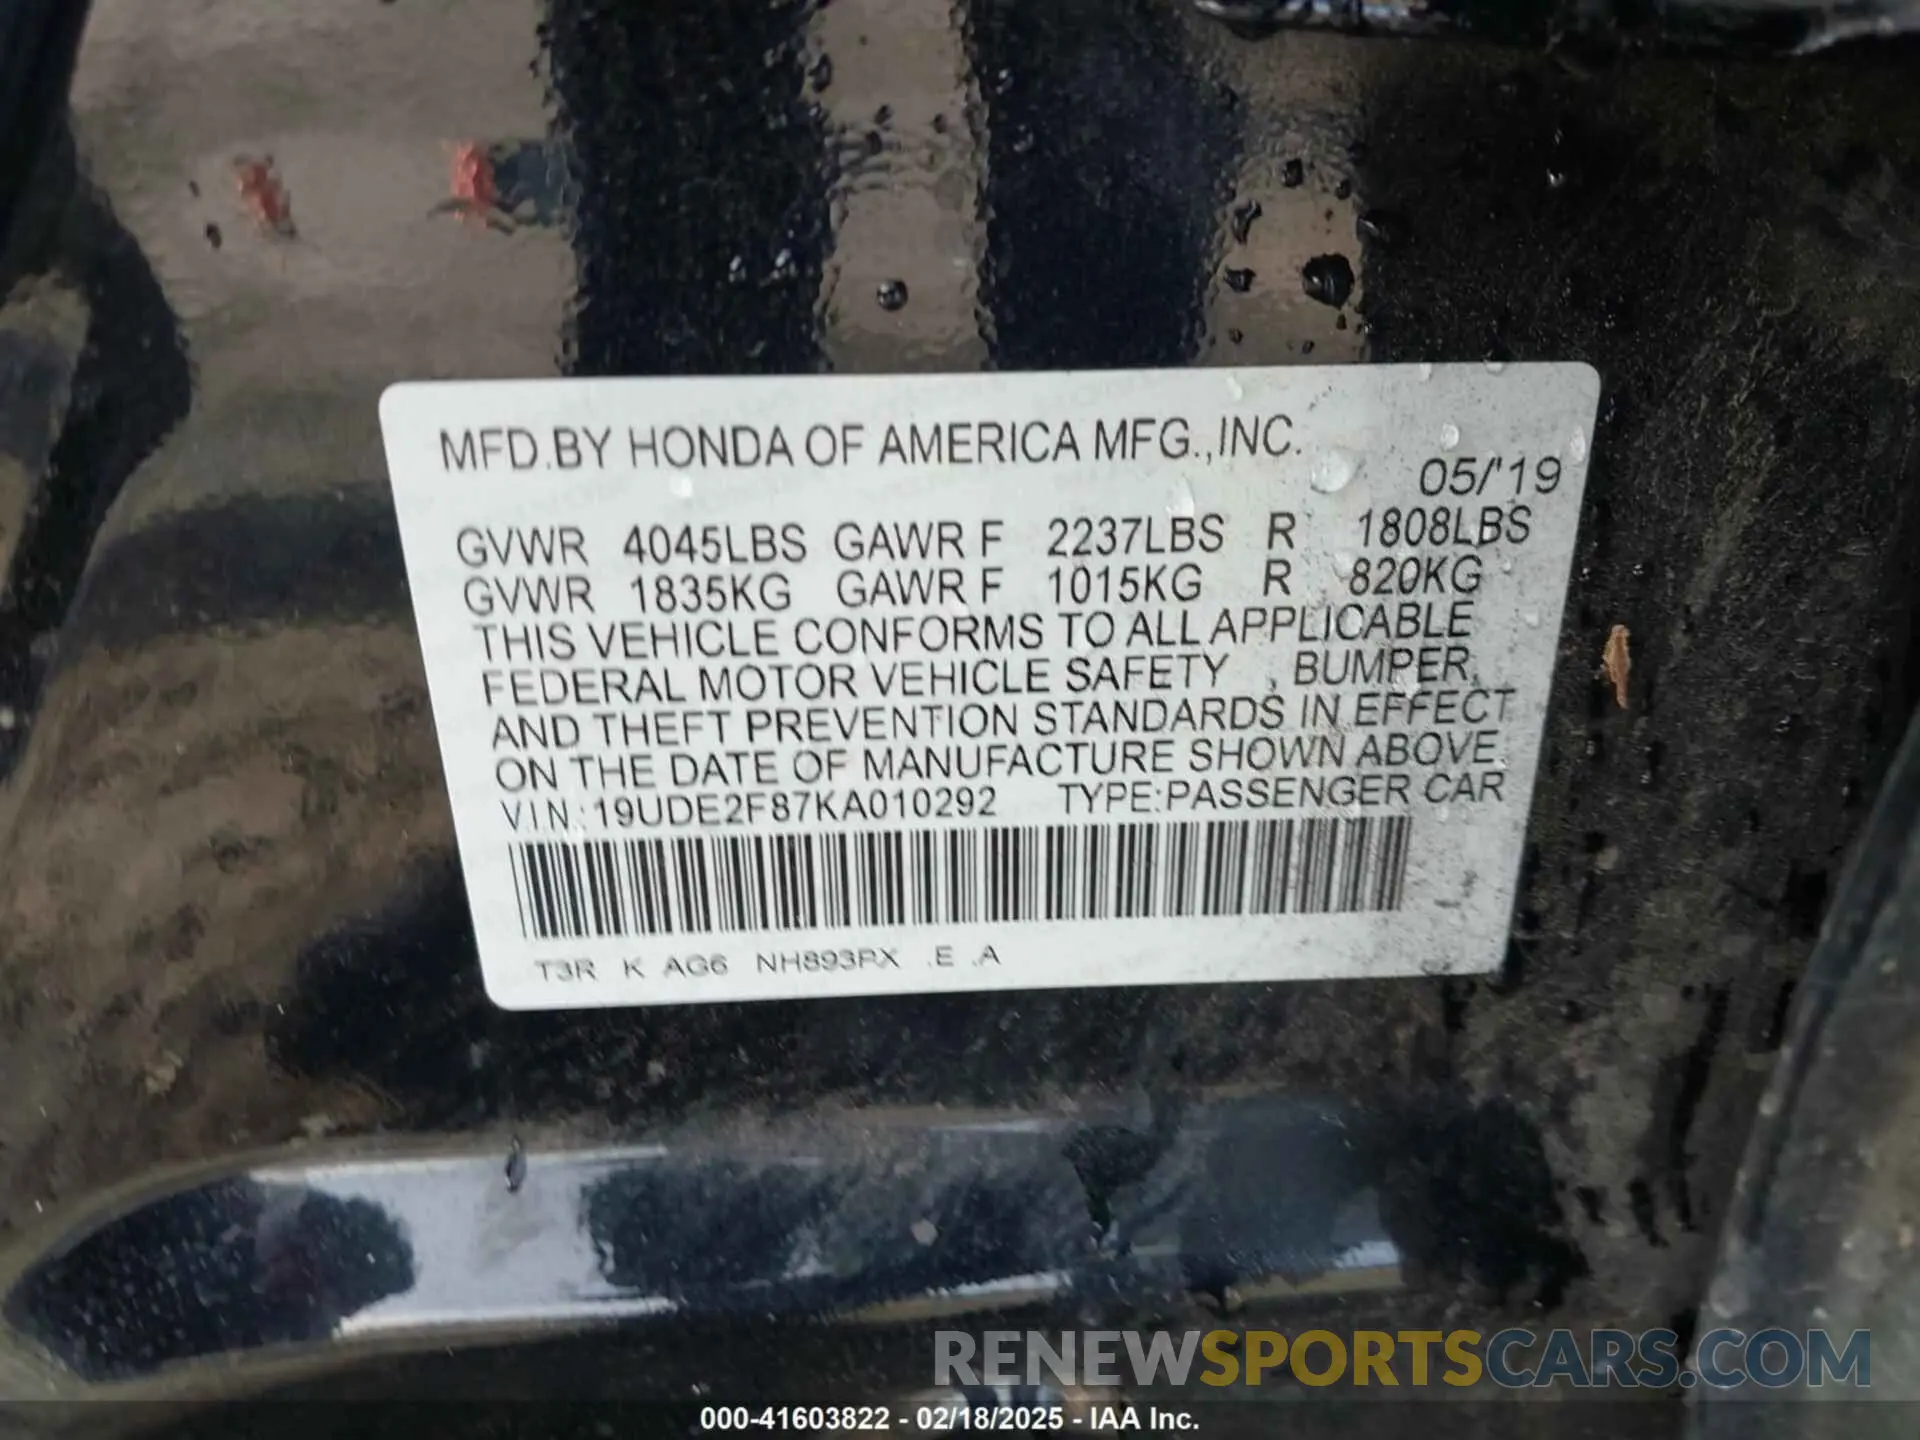 MFD.BY HONDA OF AMERICA MFG.,INC.
05/'19
GVWR 4045LBS GAWR F 2237LBS R 1808LBS
GVWR 1835KG GAWR F 1015KG R 820KG
THIS VEHICLE CONFORMS TO ALL APPLICABLE
FEDERAL MOTOR VEHICLE SAFETY , BUMPER,
AND THEFT PREVENTION STANDARDS IN EFFECT
ON THE DATE OF MANUFACTURE SHOWN ABOVE.
V.I.N.:19UDE2F87KA010292 TYPE:PASSENGER CAR
T3R K AG6 NH893PX .E .A
RENEWSPORTSCARS.COM
000-41603822 - 02/18/2025 - IAA Inc.